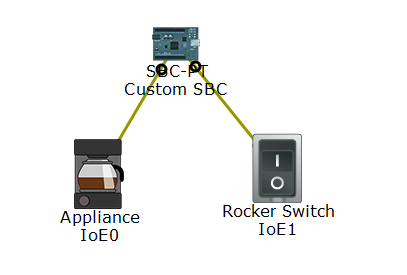 SBC-PT
Custom SBC
Appliance
IoE0
Rocker Switch
IoE1